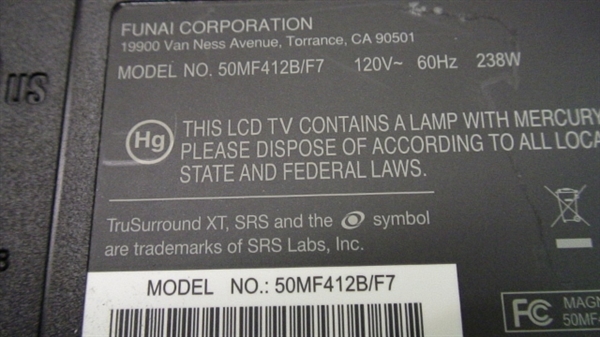 FUNAI CORPORATION
19900 Van Ness Avenue, Torrance, CA 90501
MODEL NO. 50MF412B/F7 120V~ 60Hz 238W
US
Hg
THIS LCD TV CONTAINS A LAMP WITH MERCURY
PLEASE DISPOSE OF ACCORDING TO ALL LOCA
STATE AND FEDERAL LAWS.
TruSurround XT, SRS and the symbol
are trademarks of SRS Labs, Inc.
MODEL NO.: 50MF412B/F7
FC MAGN
50MF